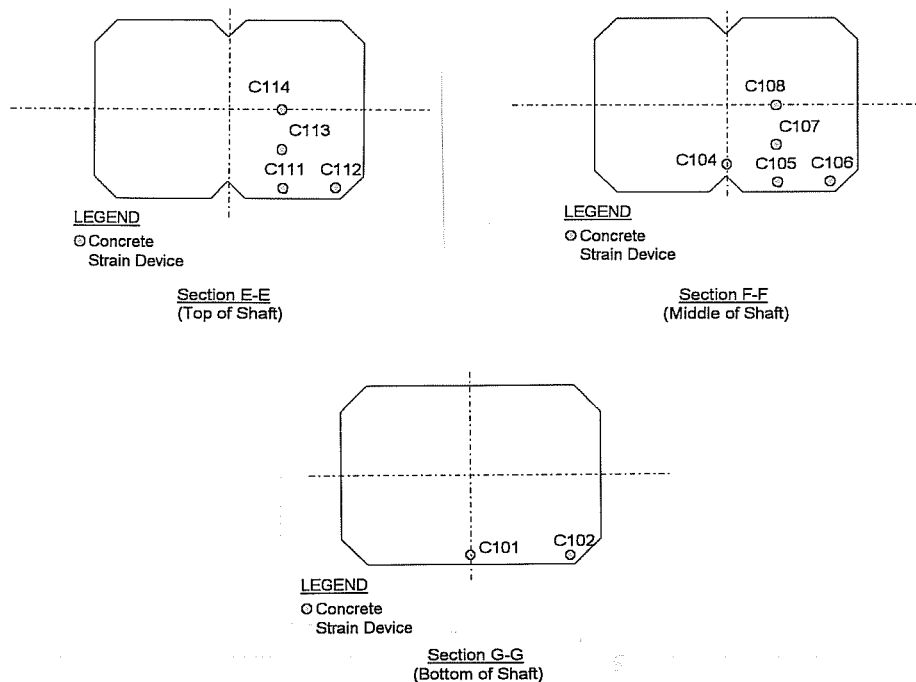 C114
C113
C111 C112
LEGEND
Concrete
Strain Device
Section E-E
(Top of Shaft)
C108
C107
C104
C105 C106
LEGEND
Concrete
Strain Device
Section F-F
(Middle of Shaft)
C101 C102
LEGEND
Concrete
Strain Device
Section G-G
(Bottom of Shaft)